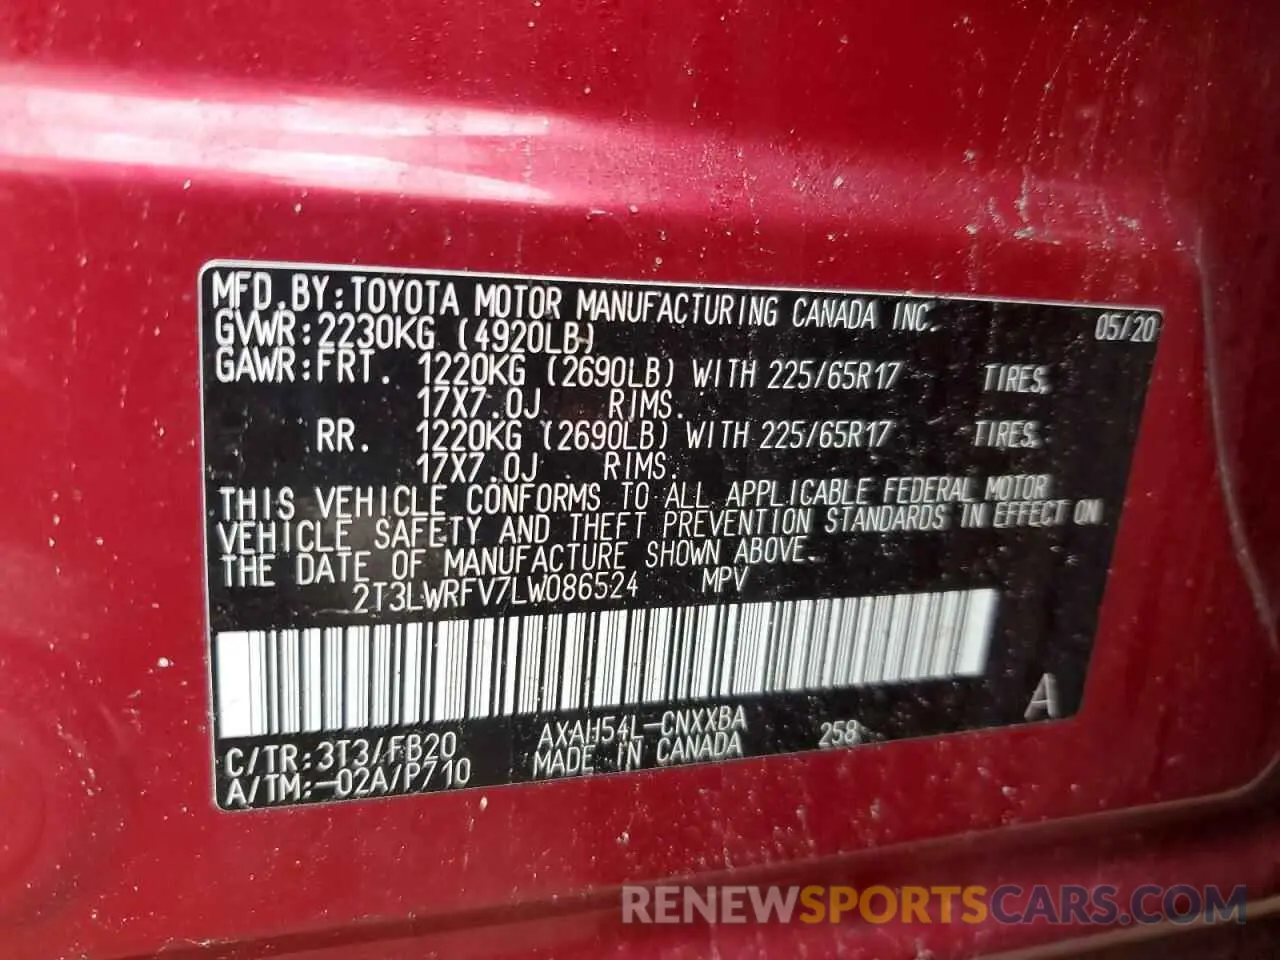 MFD.BY:TOYOTA MOTOR MANUFACTURING CANADA INC. 05/20
GVWR:2230KG (4920LB)
GAWR:FRT. 1220KG (2690LB) WITH 225/65R17 TIRES,
17X7.0J RIMS.
RR. 1220KG (2690LB) WITH 225/65R17 TIRES,
17X7.0J RIMS.
THIS VEHICLE CONFORMS TO ALL APPLICABLE FEDERAL MOTOR
VEHICLE SAFETY AND THEFT PREVENTION STANDARDS IN EFFECT ON
THE DATE OF MANUFACTURE SHOWN ABOVE.
2T3LWRFV7LW086524 MPV
A
C/TR:3T3/FB20 AXAH54L-CNXXBA 258
A/TM:-02A/P710 MADE IN CANADA
RENEWSPORTSCARS.COM